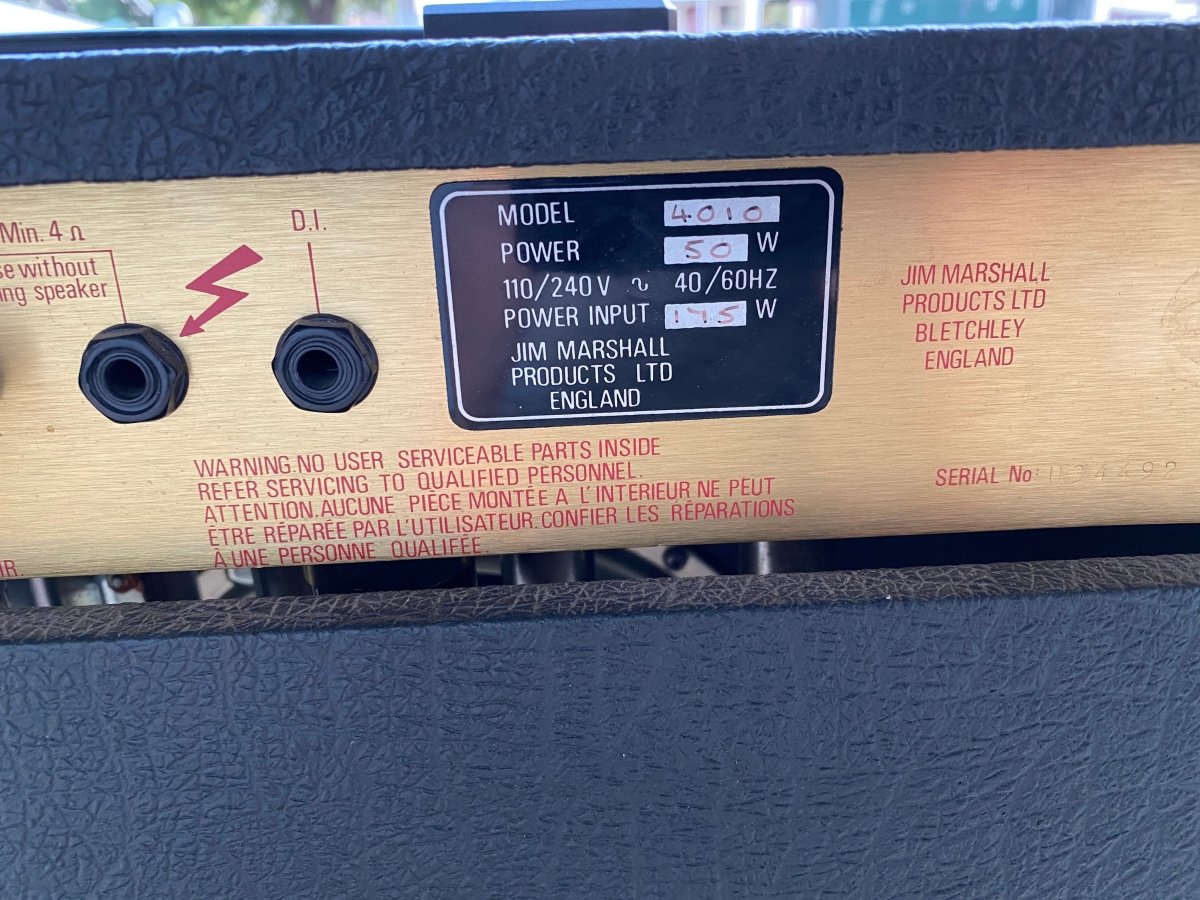 Min. 4 Ω
se without
ng speaker
D.I.
MODEL 4010
POWER 50 W
110/240 V ~ 40/60HZ
POWER INPUT 175 W
JIM MARSHALL
PRODUCTS LTD
ENGLAND
JIM MARSHALL
PRODUCTS LTD
BLETCHLEY
ENGLAND
WARNING.NO USER SERVICEABLE PARTS INSIDE
REFER SERVICING TO QUALIFIED PERSONNEL.
ATTENTION.AUCUNE PIÈCE MONTÉE A L'INTERIEUR NE PEUT
ÊTRE RÉPARÉE PAR L'UTILISATEUR.CONFIER LES RÉPARATIONS
À UNE PERSONNE QUALIFÉE
SERIAL No:
IR